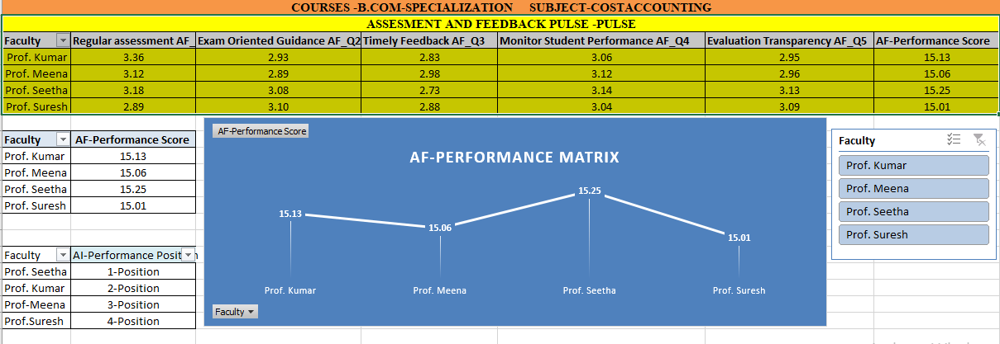 COURSES -B.COM-SPECIALIZATION SUBJECT-COSTACCOUNTING
ASSESMENT AND FEEDBACK PULSE -PULSE
Faculty Regular assessment AF_ Exam Oriented Guidance AF_Q2 Timely Feedback AF_Q3 Monitor Student Performance AF_Q4 Evaluation Transparency AF_Q5 AF-Performance Score
Prof. Kumar 3.36 2.93 2.83 3.06 2.95 15.13
Prof. Meena 3.12 2.89 2.98 3.12 2.96 15.06
Prof. Seetha 3.18 3.08 2.73 3.14 3.13 15.25
Prof. Suresh 2.89 3.10 2.88 3.04 3.09 15.01
Faculty AF-Performance Score
Prof. Kumar 15.13
Prof. Meena 15.06
Prof. Seetha 15.25
Prof. Suresh 15.01
Faculty AI-Performance Posit n
Prof. Seetha 1-Position
Prof. Kumar 2-Position
Prof-Meena 3-Position
Prof.Suresh 4-Position
AF-Performance Score
AF-PERFORMANCE MATRIX
15.13 15.06 15.25 15.01
Prof. Kumar Prof. Meena Prof. Seetha Prof. Suresh
Faculty
Faculty
Prof. Kumar
Prof. Meena
Prof. Seetha
Prof. Suresh